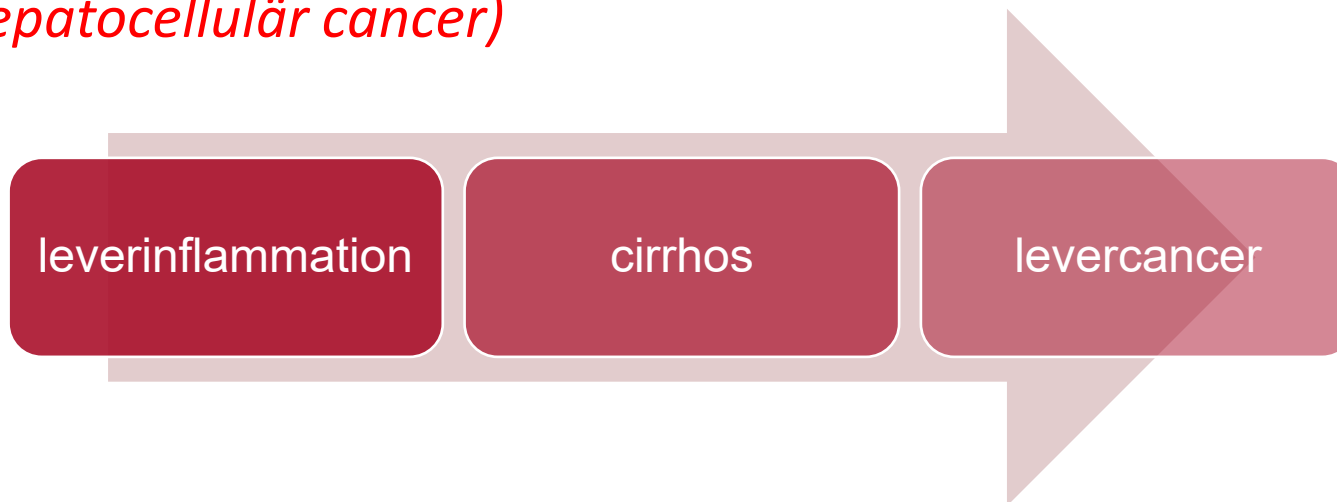 epatocellulär cancer)
leverinflammation
cirrhos
levercancer